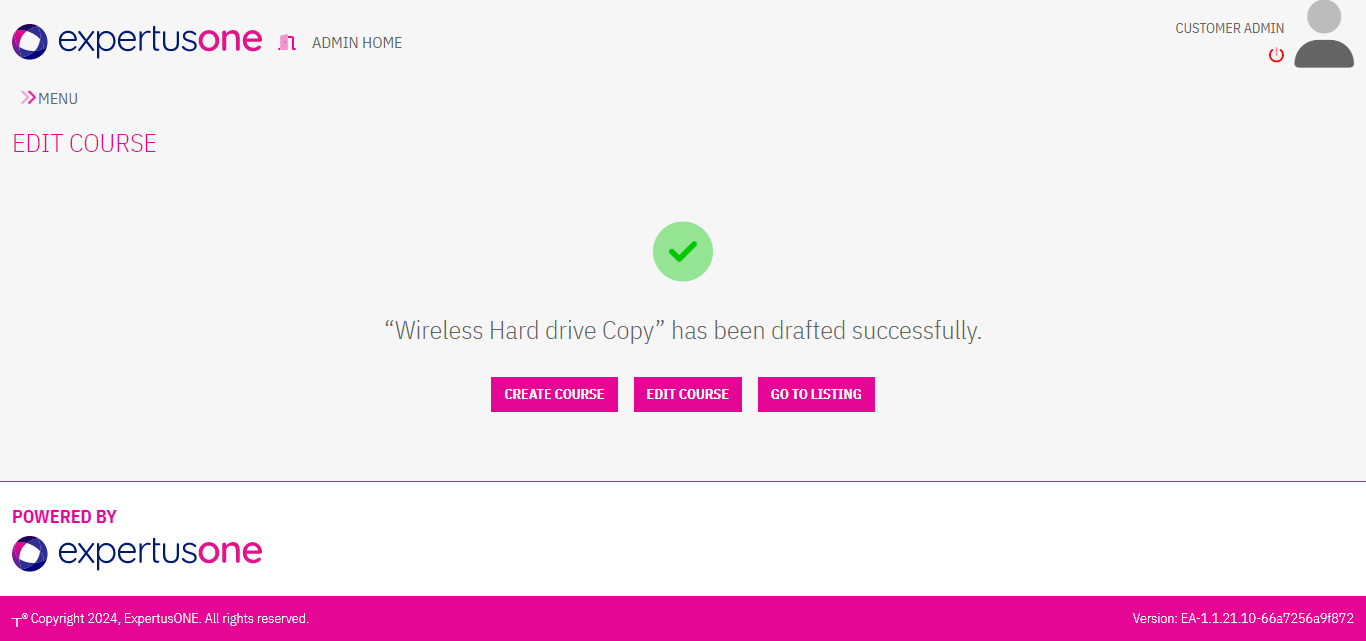 expertusone
ADMIN HOME
CUSTOMER ADMIN
MENU
EDIT COURSE
“Wireless Hard drive Copy” has been drafted successfully.
CREATE COURSE
EDIT COURSE
GO TO LISTING
POWERED BY
expertusone
┬® Copyright 2024, ExpertusONE. All rights reserved.
Version: EA-1.1.21.10-66a7256a9f872